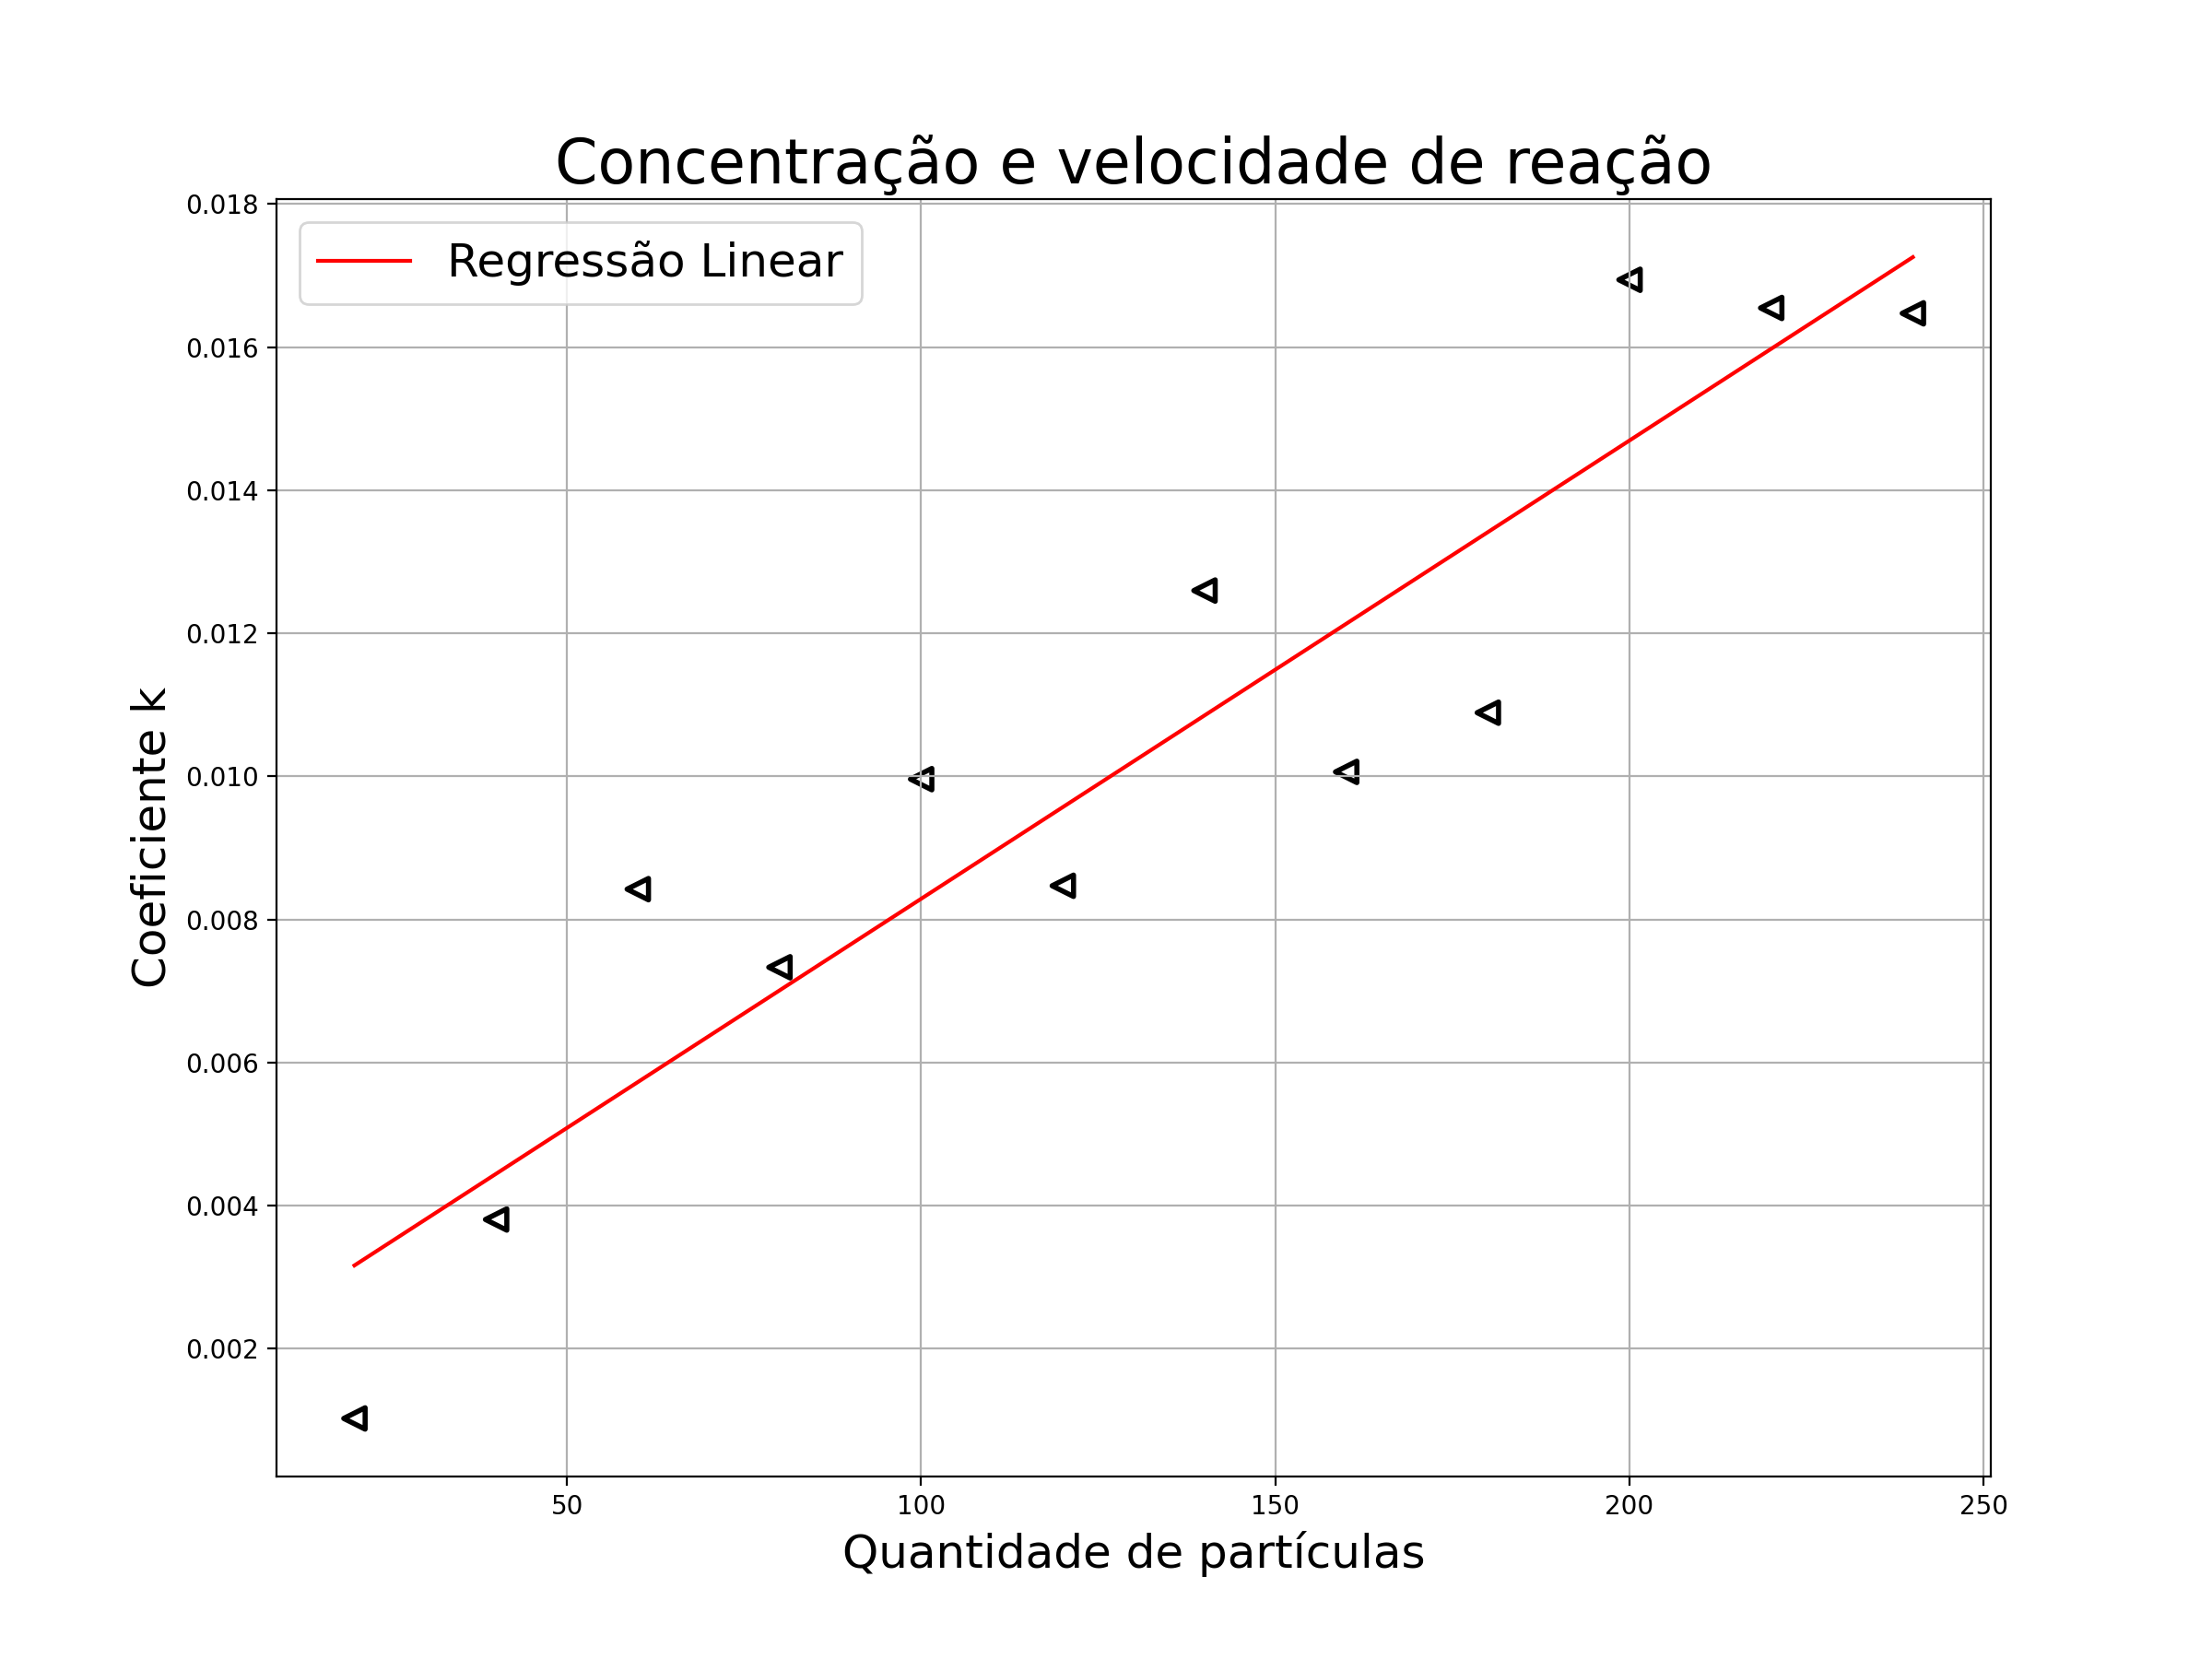 Concentração e velocidade de reação
Regressão Linear
0.018
0.016
0.014
0.012
0.010
0.008
0.006
0.004
0.002
Coeficiente k
50 100 150 200 250
Quantidade de partículas